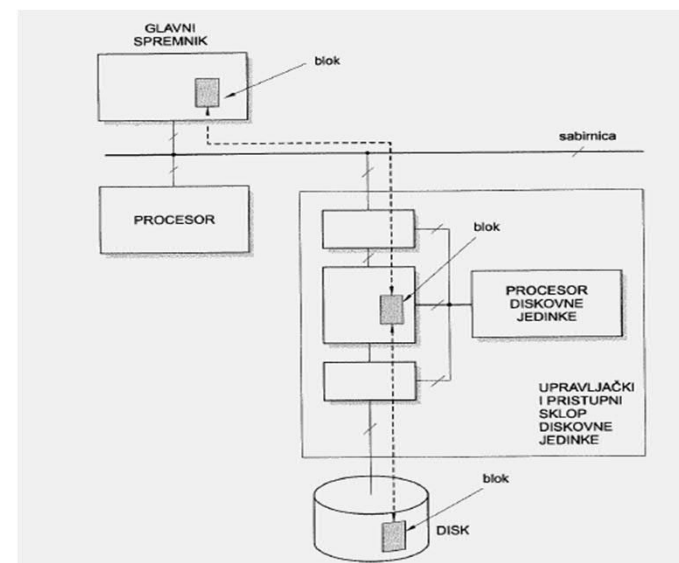 GLAVNI
SPREMNIK
blok
sabirnica
PROCESOR
blok
PROCESOR
DISKOVNE
JEDINKE
UPRAVLJAČKI
I PRISTUPNI
SKLOP
DISKOVNE
JEDINKE
blok
DISK